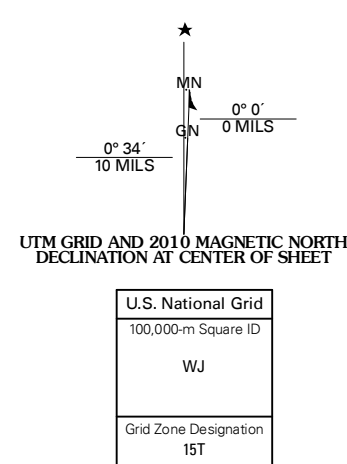 ★
MN
0° 0´
0 MILS
GN
0° 34´
10 MILS
UTM GRID AND 2010 MAGNETIC NORTH
DECLINATION AT CENTER OF SHEET
U.S. National Grid
100,000-m Square ID
WJ
Grid Zone Designation
15T